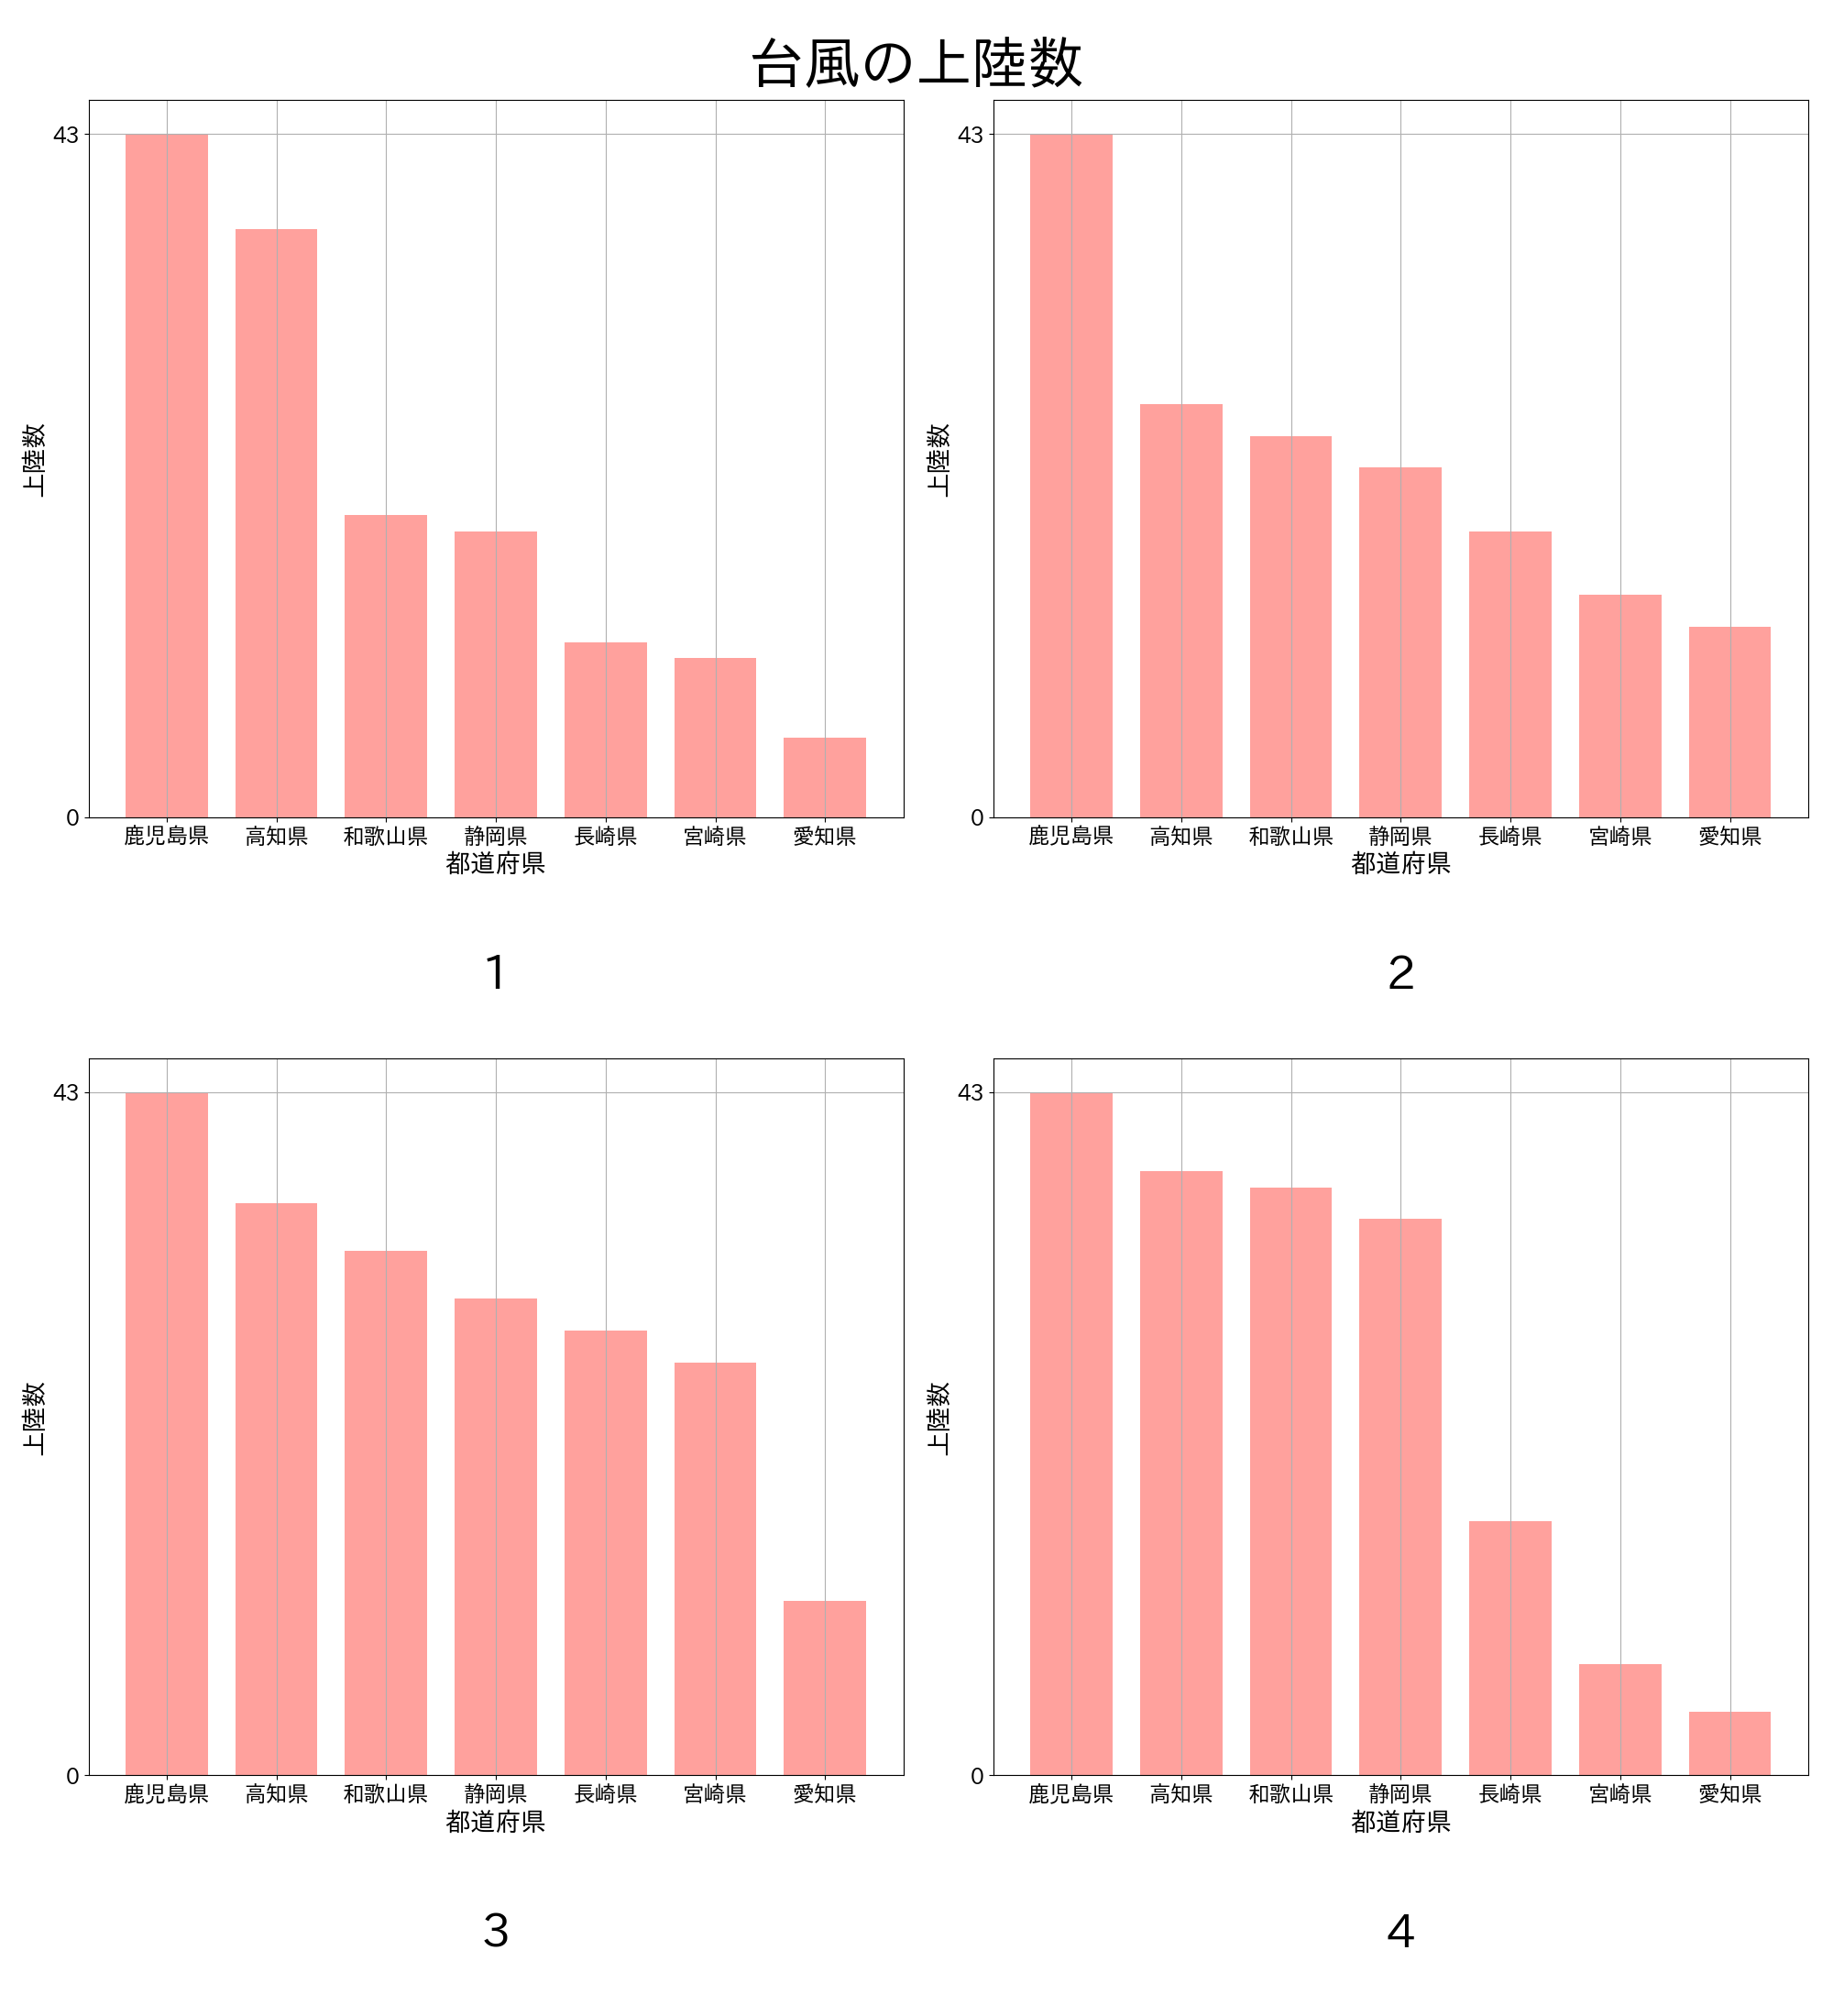 台風の上陸数
上陸数
43
0
鹿児島県 高知県 和歌山県 静岡県 長崎県 宮崎県 愛知県
都道府県
1
上陸数
43
0
鹿児島県 高知県 和歌山県 静岡県 長崎県 宮崎県 愛知県
都道府県
2
上陸数
43
0
鹿児島県 高知県 和歌山県 静岡県 長崎県 宮崎県 愛知県
都道府県
3
上陸数
43
0
鹿児島県 高知県 和歌山県 静岡県 長崎県 宮崎県 愛知県
都道府県
4